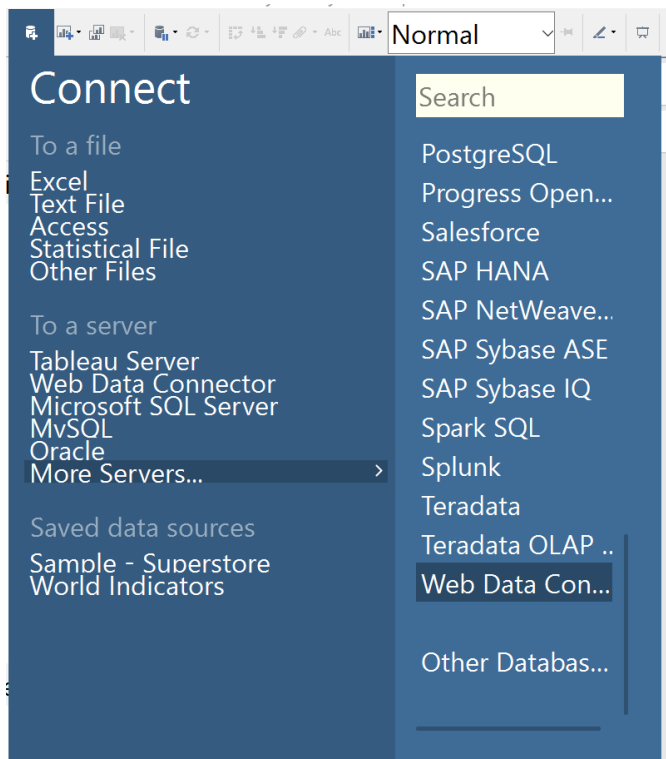 Abc
Normal
Connect
To a file
Excel
Text File
Access
Statistical File
Other Files
To a server
Tableau Server
Web Data Connector
Microsoft SQL Server
MySQL
Oracle
More Servers...
Saved data sources
Sample - Superstore
World Indicators
Search
PostgreSQL
Progress Open...
Salesforce
SAP HANA
SAP NetWeave...
SAP Sybase ASE
SAP Sybase IQ
Spark SQL
Splunk
Teradata
Teradata OLAP ..
Web Data Con...
Other Databas...